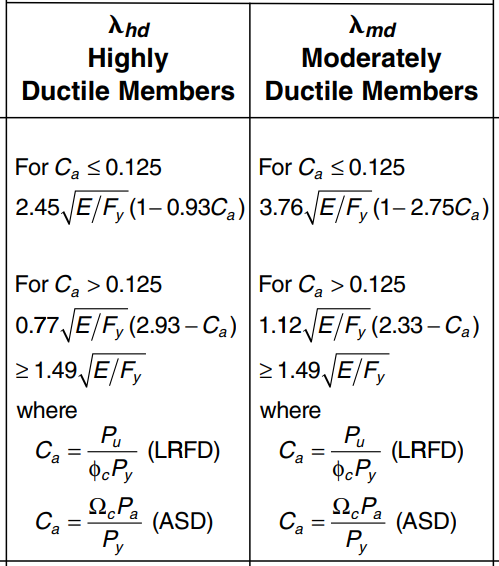 λhd
Highly
Ductile Members
For Ca ≤ 0.125
2.45√E/Fy (1– 0.93Ca)
For Ca > 0.125
0.77√E/Fy (2.93 – Ca)
≥ 1.49√E/Fy
where
Ca = Pu/ϕcPy (LRFD)
Ca = ΩcPa/Py (ASD)
λmd
Moderately
Ductile Members
For Ca ≤ 0.125
3.76√E/Fy (1– 2.75Ca)
For Ca > 0.125
1.12√E/Fy (2.33 – Ca)
≥ 1.49√E/Fy
where
Ca = Pu/ϕcPy (LRFD)
Ca = ΩcPa/Py (ASD)